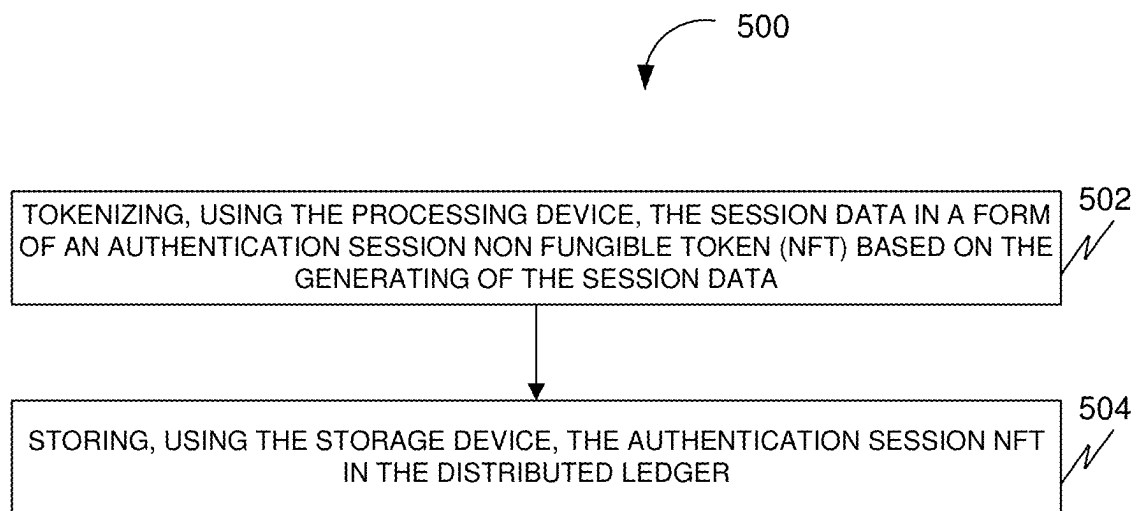 500
502
TOKENIZING, USING THE PROCESSING DEVICE, THE SESSION DATA IN A FORM
OF AN AUTHENTICATION SESSION NON FUNGIBLE TOKEN (NFT) BASED ON THE
GENERATING OF THE SESSION DATA
504
STORING, USING THE STORAGE DEVICE, THE AUTHENTICATION SESSION NFT
IN THE DISTRIBUTED LEDGER